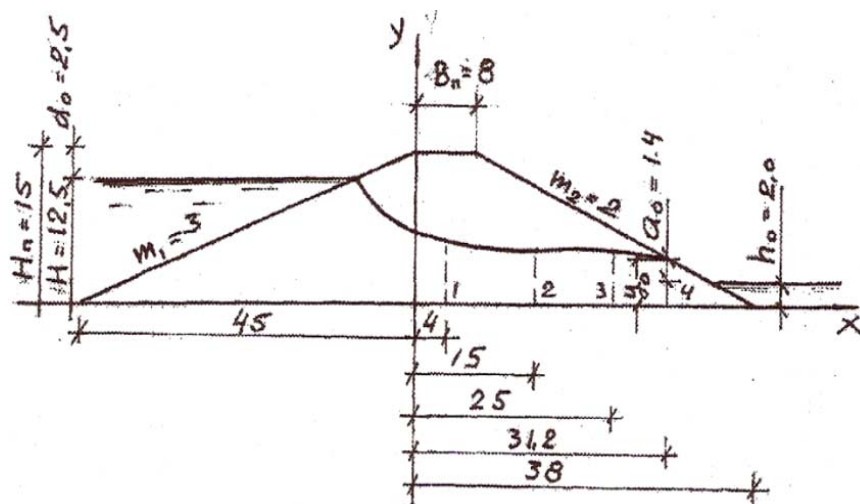 y
Bп=8
d₀=2,5
Hп=15
H=12,5
m₁=3
m₂=2
a₀=1.4
h₀=2,0
1
2
3
4
X
45
4
15
25
31,2
38